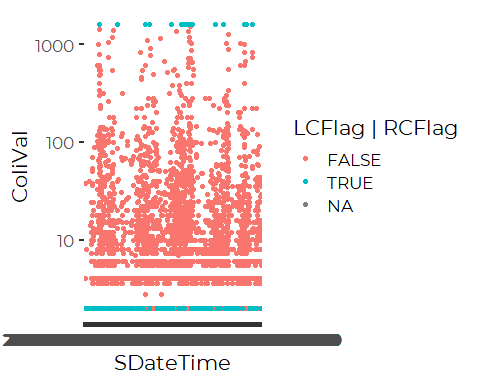 1000
100
10
ColiVal
SDateTime
LCFlag | RCFlag
FALSE
TRUE
NA